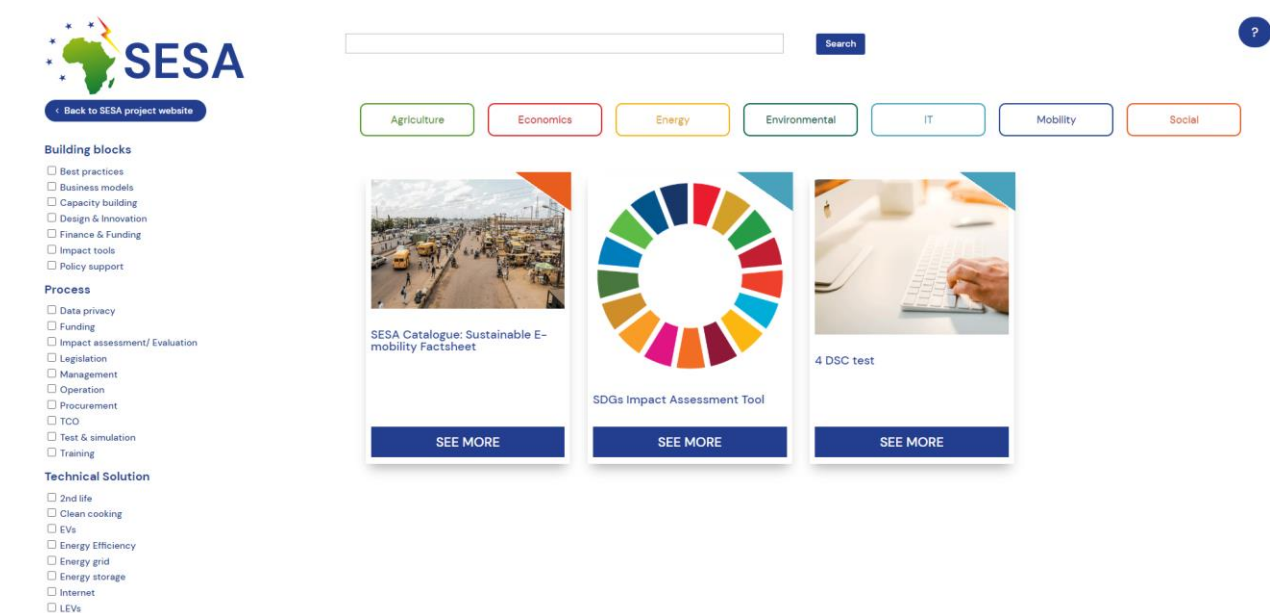 SESA
< Back to SESA project website
Search
?
Agriculture
Economics
Energy
Environmental
IT
Mobility
Social
Building blocks
Best practices
Business models
Capacity building
Design & Innovation
Finance & Funding
Impact tools
Policy support
Process
Data privacy
Funding
Impact assessment/ Evaluation
Legislation
Management
Operation
Procurement
TCO
Test & simulation
Training
Technical Solution
2nd life
Clean cooking
EVs
Energy Efficiency
Energy grid
Energy storage
Internet
LEVs
SESA Catalogue: Sustainable E-
mobility Factsheet
SEE MORE
SDGs Impact Assessment Tool
SEE MORE
4 DSC test
SEE MORE